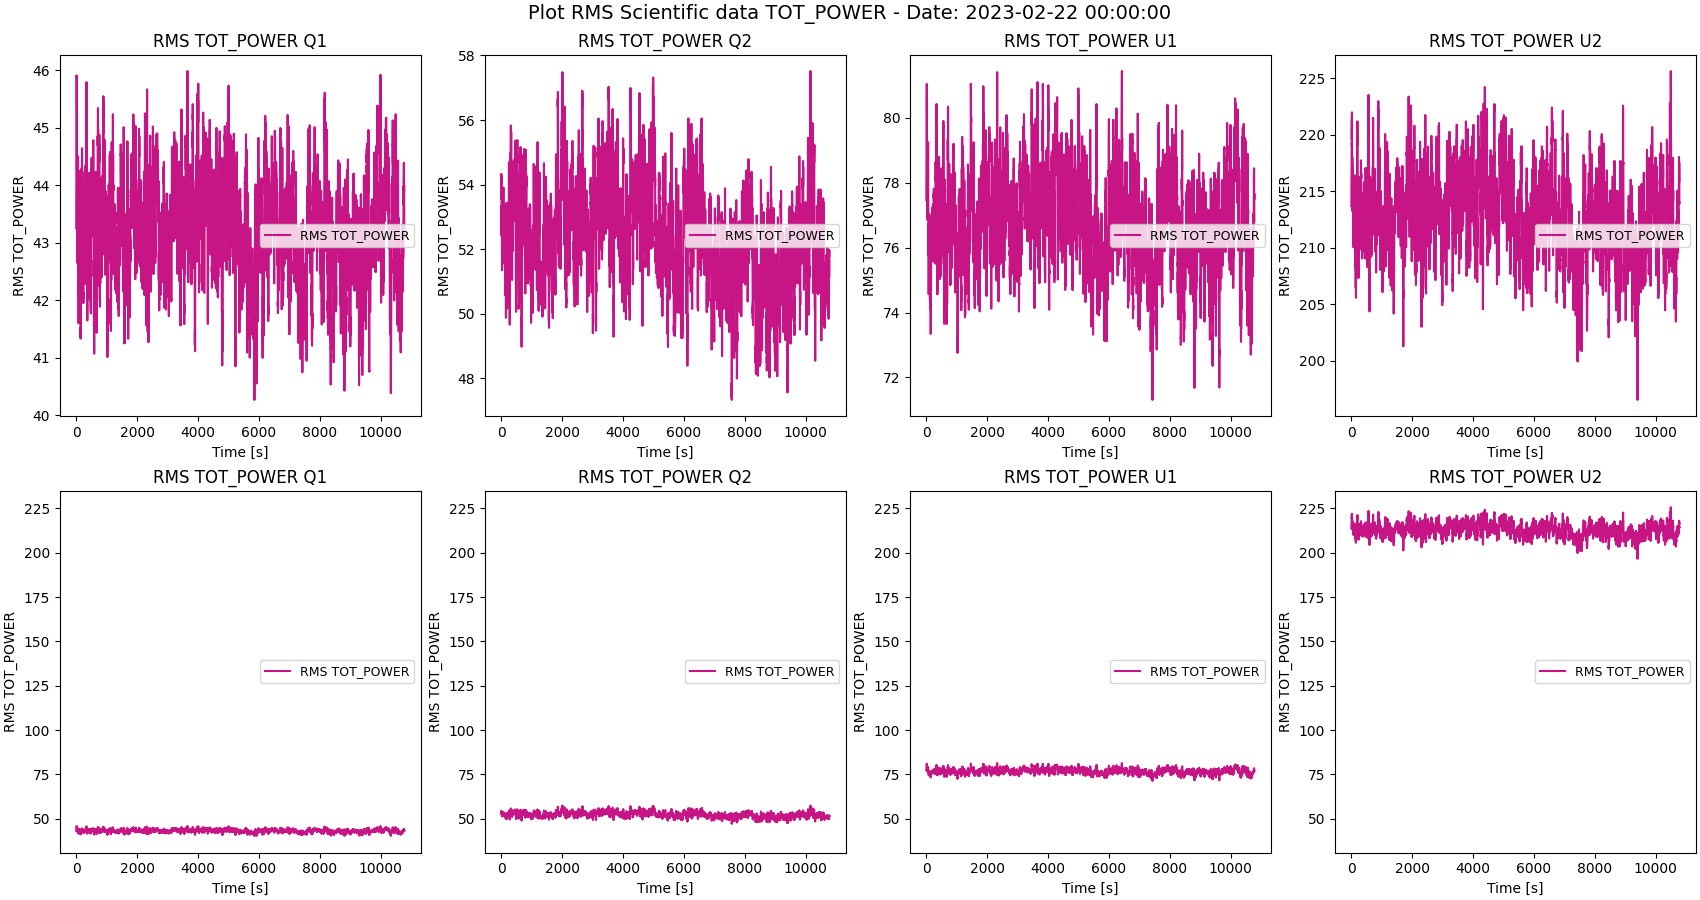 Plot RMS Scientific data TOT_POWER - Date: 2023-02-22 00:00:00
RMS TOT_POWER Q1
RMS TOT_POWER
46
45
44
43
42
41
40
0 2000 4000 6000 8000 10000
Time [s]
RMS TOT_POWER
RMS TOT_POWER Q2
RMS TOT_POWER
58
56
54
52
50
48
0 2000 4000 6000 8000 10000
Time [s]
RMS TOT_POWER
RMS TOT_POWER U1
RMS TOT_POWER
80
78
76
74
72
0 2000 4000 6000 8000 10000
Time [s]
RMS TOT_POWER
RMS TOT_POWER U2
RMS TOT_POWER
225
220
215
210
205
200
0 2000 4000 6000 8000 10000
Time [s]
RMS TOT_POWER
RMS TOT_POWER Q1
RMS TOT_POWER
225
200
175
150
125
100
75
50
0 2000 4000 6000 8000 10000
Time [s]
RMS TOT_POWER
RMS TOT_POWER Q2
RMS TOT_POWER
225
200
175
150
125
100
75
50
0 2000 4000 6000 8000 10000
Time [s]
RMS TOT_POWER
RMS TOT_POWER U1
RMS TOT_POWER
225
200
175
150
125
100
75
50
0 2000 4000 6000 8000 10000
Time [s]
RMS TOT_POWER
RMS TOT_POWER U2
RMS TOT_POWER
225
200
175
150
125
100
75
50
0 2000 4000 6000 8000 10000
Time [s]
RMS TOT_POWER